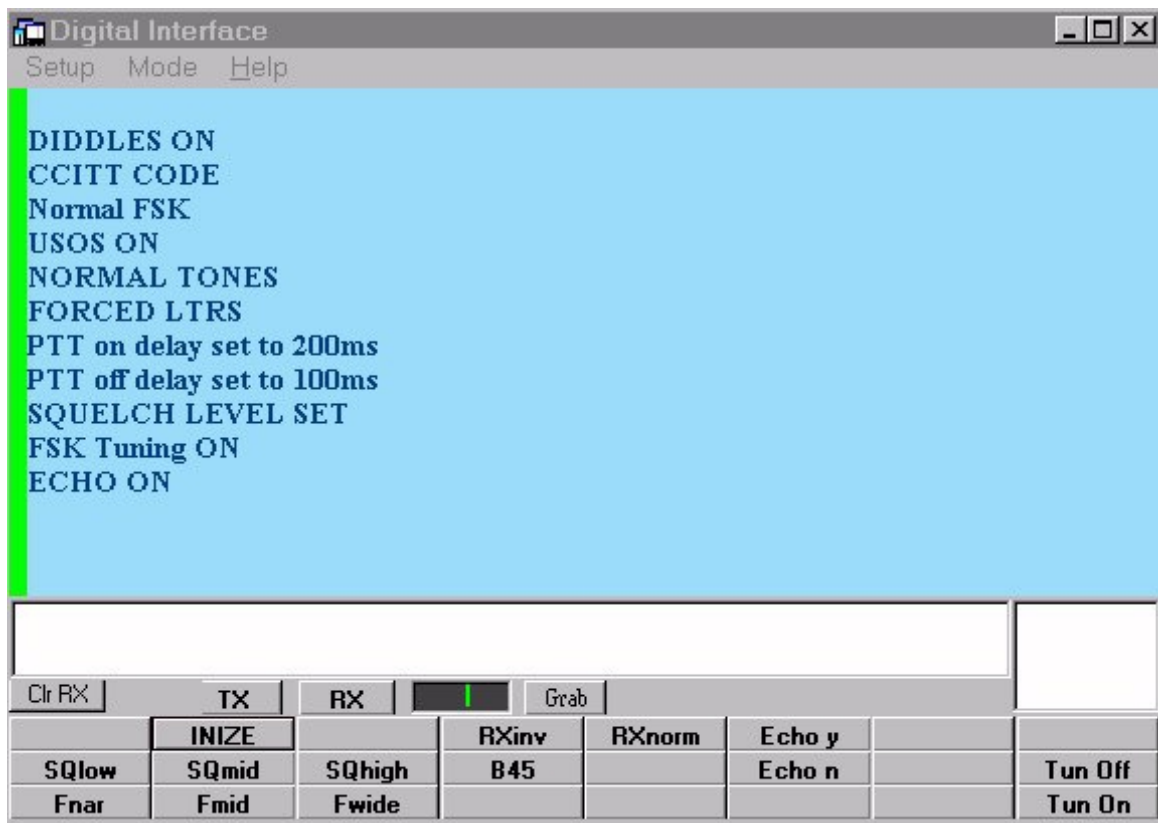 Digital Interface
Setup Mode Help
DIDDLES ON
CCITT CODE
Normal FSK
USOS ON
NORMAL TONES
FORCED LTRS
PTT on delay set to 200ms
PTT off delay set to 100ms
SQUELCH LEVEL SET
FSK Tuning ON
ECHO ON
Clr RX TX RX Grab
INIZE RXinv RXnorm Echo y
SQlow SQmid SQhigh B45 Echo n Tun Off
Fnar Fmid Fwide Tun On